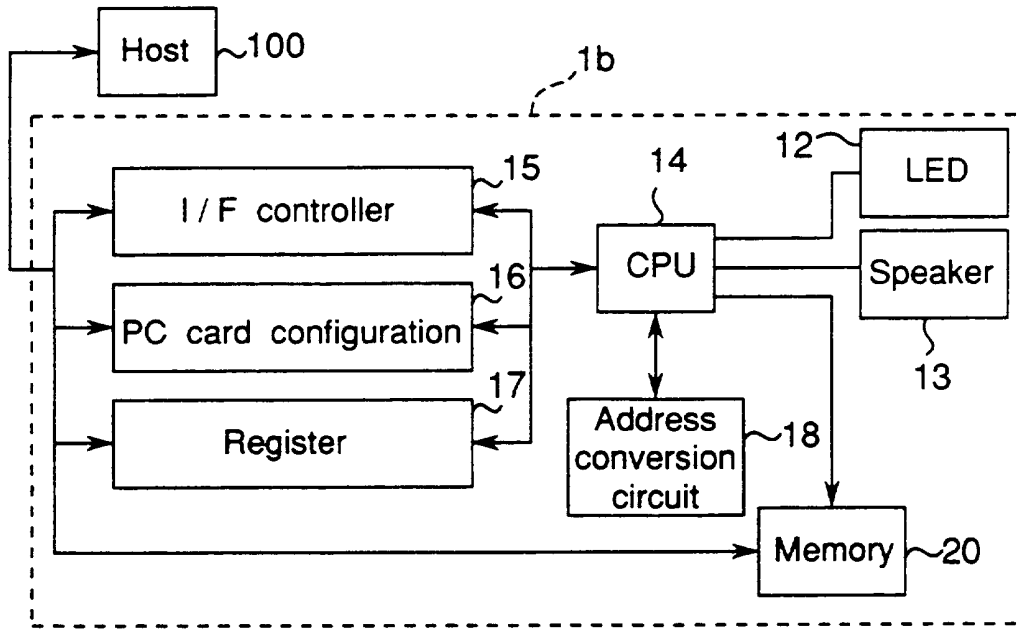 Host
100
1b
15
I / F controller
14
12
LED
CPU
Speaker
13
16
PC card configuration
17
Register
Address
conversion
circuit
18
Memory
20